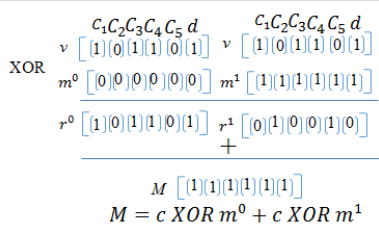 C₁C₂C₃C₄C₅ d C₁C₂C₃C₄C₅ d
v [(1)(0)(1)(1)(0)(1)] v [(1)(0)(1)(1)(0)(1)]
XOR
m⁰ [(0)(0)(0)(0)(0)(0)] m¹ [(1)(1)(1)(1)(1)(1)]
r⁰ [(1)(0)(1)(1)(0)(1)] r¹ [(0)(1)(0)(0)(1)(0)]
+
M [(1)(1)(1)(1)(1)(1)]
M = c XOR m⁰ + c XOR m¹